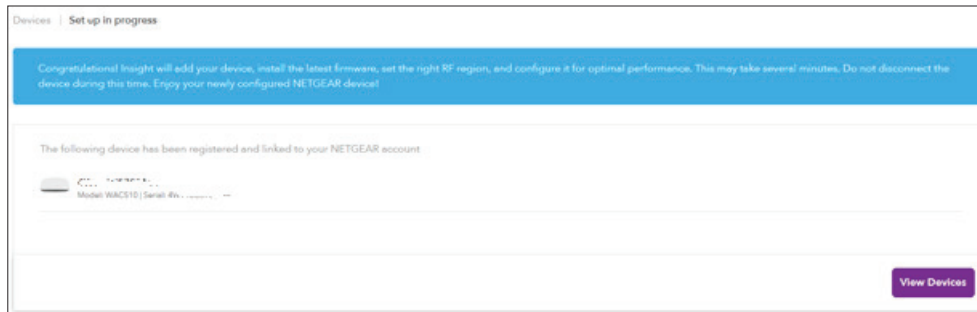 Devices | Set up in progress
Congratulations! Insight will add your device, install the latest firmware, set the right RF region, and configure it for optimal performance. This may take several minutes. Do not disconnect the
device during this time. Enjoy your newly configured NETGEAR device!
The following device has been registered and linked to your NETGEAR account
Model: WAC510 | Serial:
View Devices